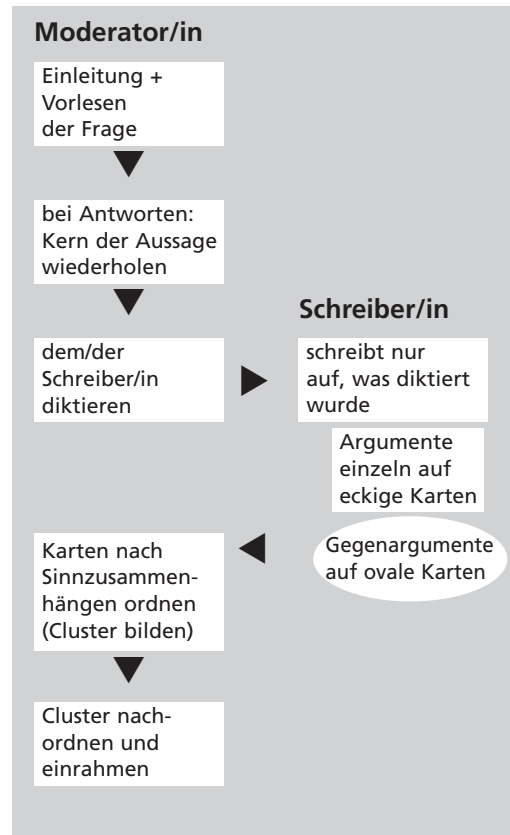 Moderator/in
Einleitung +
Vorlesen
der Frage
bei Antworten:
Kern der Aussage
wiederholen
dem/der
Schreiber/in
diktieren
Schreiber/in
schreibt nur
auf, was diktiert
wurde
Argumente
einzeln auf
eckige Karten
Gegenargumente
auf ovale Karten
Karten nach
Sinnzusammen-
hängen ordnen
(Cluster bilden)
Cluster nach-
ordnen und
einrahmen